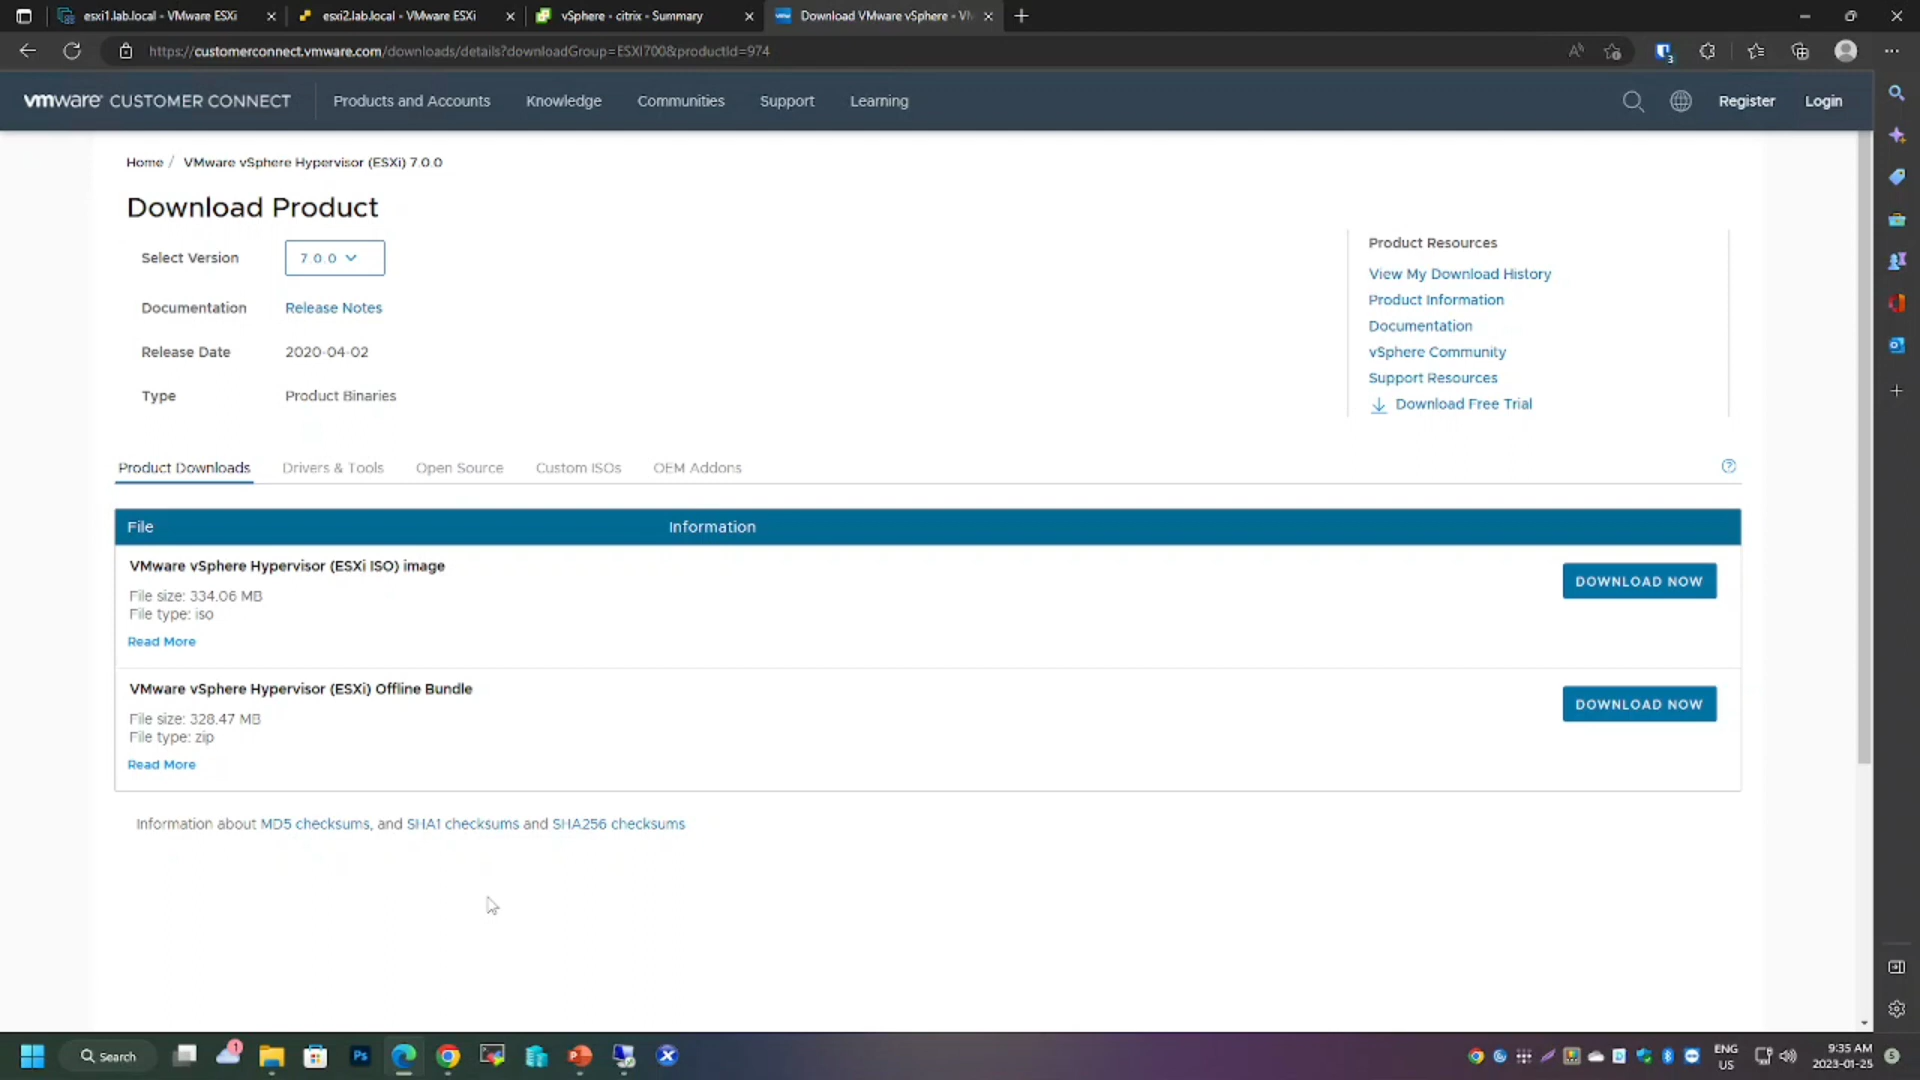 esxi1.lab.local - VMware ESXi
esxi2.lab.local - VMware ESXi
vSphere - citrix - Summary
Download VMware vSphere - VM
https://customerconnect.vmware.com/downloads/details?downloadGroup=ESXI700&productId=974
vmware® CUSTOMER CONNECT
Products and Accounts
Knowledge
Communities
Support
Learning
Register
Login
Home / VMware vSphere Hypervisor (ESXi) 7.0.0
Download Product
Select Version
7.0.0
Documentation
Release Notes
Release Date
2020-04-02
Type
Product Binaries
Product Resources
View My Download History
Product Information
Documentation
vSphere Community
Support Resources
Download Free Trial
Product Downloads
Drivers & Tools
Open Source
Custom ISOs
OEM Addons
File
Information
VMware vSphere Hypervisor (ESXi ISO) image
File size: 334.06 MB
File type: iso
Read More
DOWNLOAD NOW
VMware vSphere Hypervisor (ESXi) Offline Bundle
File size: 328.47 MB
File type: zip
Read More
DOWNLOAD NOW
Information about MD5 checksums, and SHA1 checksums and SHA256 checksums
Search
1
Ps
ENG
US
9:35 AM
2023-01-25
5